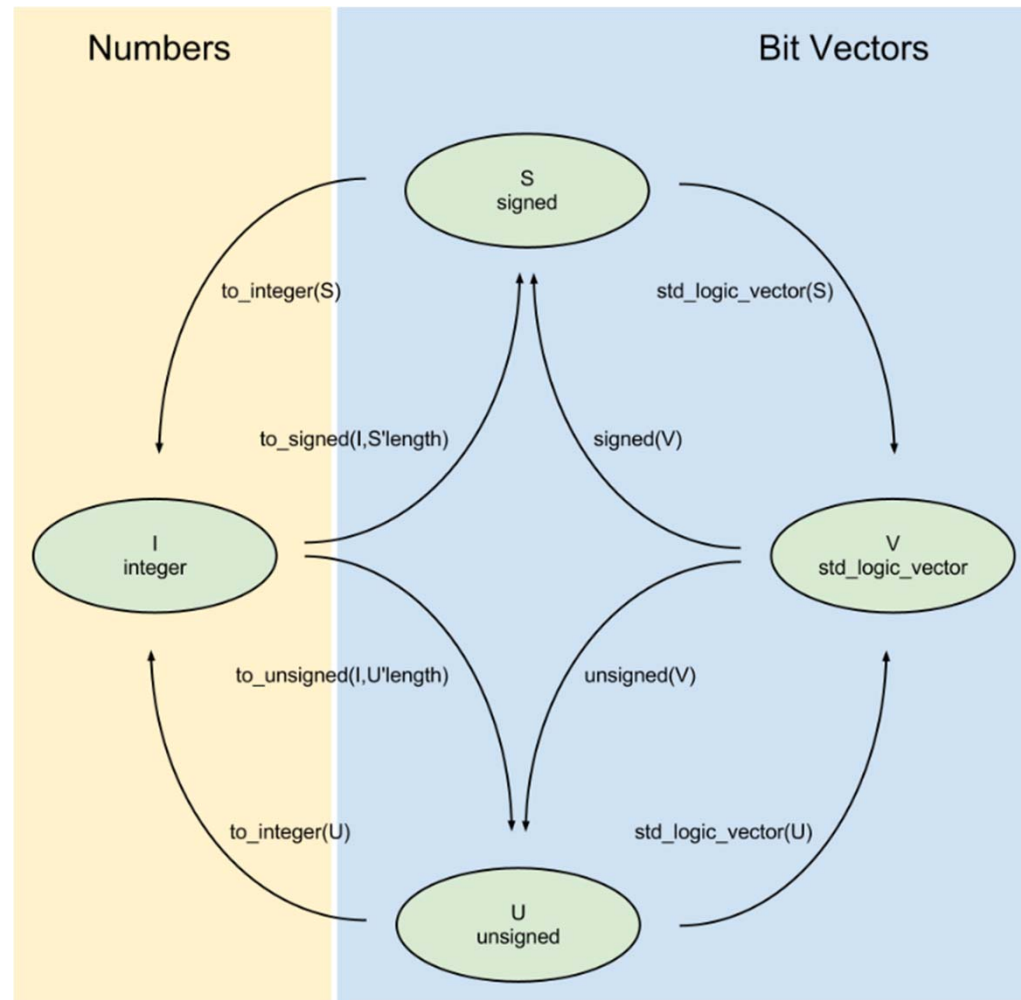 Numbers
Bit Vectors
S
signed
to_integer(S)
std_logic_vector(S)
to_signed(I,S'length)
signed(V)
I
integer
V
std_logic_vector
to_unsigned(I,U'length)
unsigned(V)
to_integer(U)
std_logic_vector(U)
U
unsigned